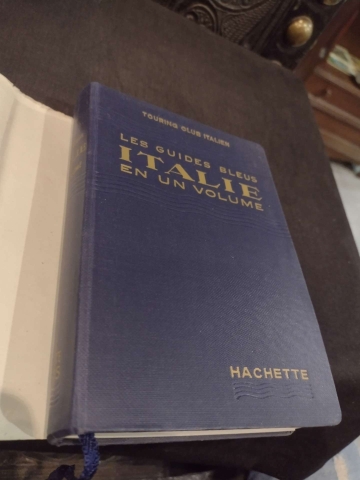 TOURING CLUB ITALIEN
LES GUIDES BLEUS
ITALIE
EN UN VOLUME
HACHETTE